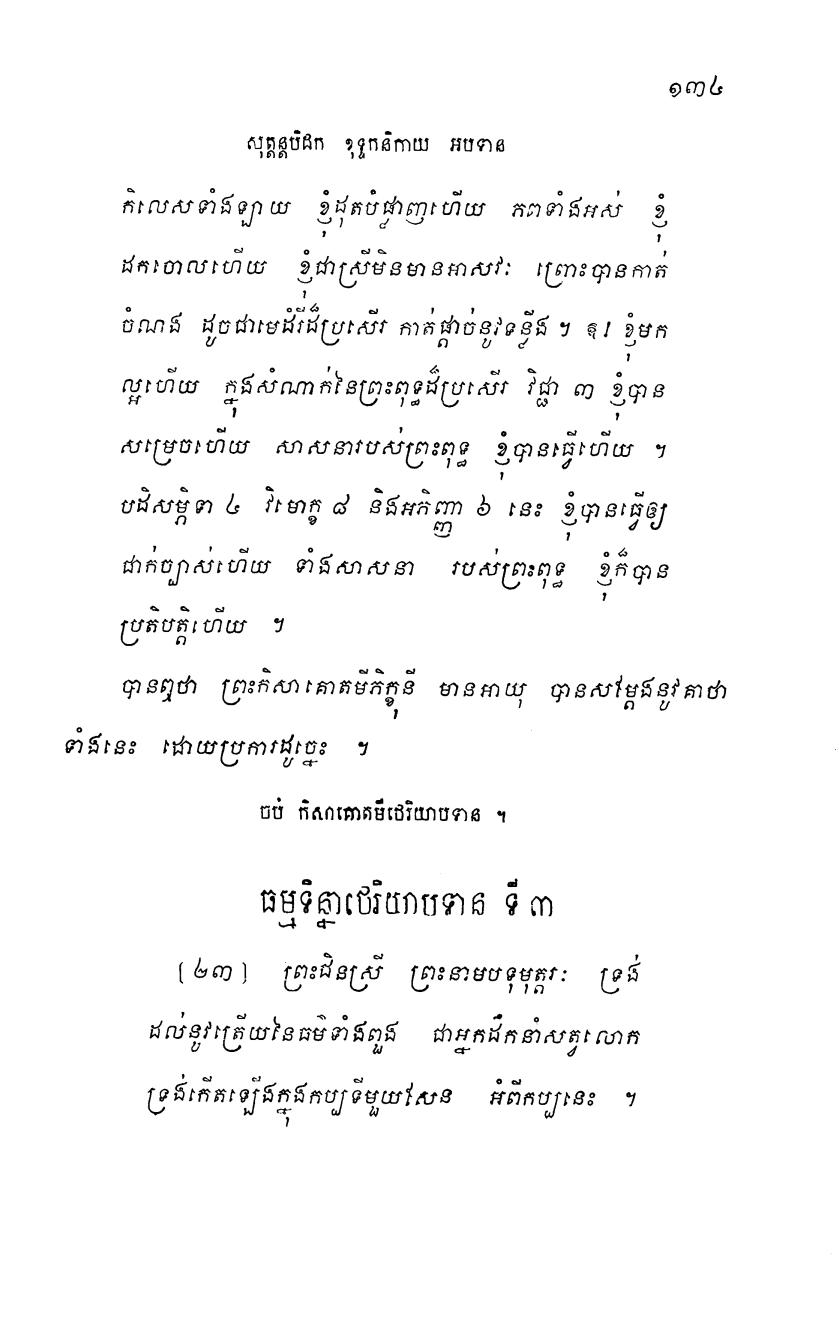 ១៣៤
សុត្តន្តបិដក ខុទ្ទកនិកាយ អបទាន
កិលេសទាំងឡាយ ខ្ញុំដុតបំផ្លាញហើយ ភពទាំងអស់ ខ្ញុំ
ដកចោលហើយ ខ្ញុំជាស្រីមិនមានអាសវៈ ព្រោះបានកាត់
ចំណង ដូចជាមេដំរីដ៏ប្រសើរ កាត់ផ្តាច់នូវទន្លីង ។ ឱ! ខ្ញុំមក
ល្អហើយ ក្នុងសំណាក់នៃព្រះពុទ្ធដ៏ប្រសើរ វិជ្ជា ៣ ខ្ញុំបាន
សម្រេចហើយ សាសនារបស់ព្រះពុទ្ធ ខ្ញុំបានធ្វើហើយ ។
បដិសម្ភិទា ៤ វិមោក្ខ ៨ និងអភិញ្ញា ៦ នេះ ខ្ញុំបានធ្វើឲ្យ
ជាក់ច្បាស់ហើយ ទាំងសាសនា របស់ព្រះពុទ្ធ ខ្ញុំក៏បាន
ប្រតិបត្តិហើយ ។
បានឮថា ព្រះកិសាគោតមីភិក្ខុនី មានអាយុ បានសម្តែងនូវគាថា
ទាំងនេះ ដោយប្រការដូច្នេះ ។
ចប់ កិសាគោតមីថេរិយាបទាន ។
ធម្មទិន្នាថេរិយាបទាន ទី ៣
[២៣] ព្រះជិនស្រី ព្រះនាមបទុមុត្តរៈ ទ្រង់
ដល់នូវត្រើយនៃធម៌ទាំងពួង ជាអ្នកដឹកនាំសត្វលោក
ទ្រង់កើតឡើងក្នុងកប្បទីមួយសែន អំពីកប្បនេះ ។